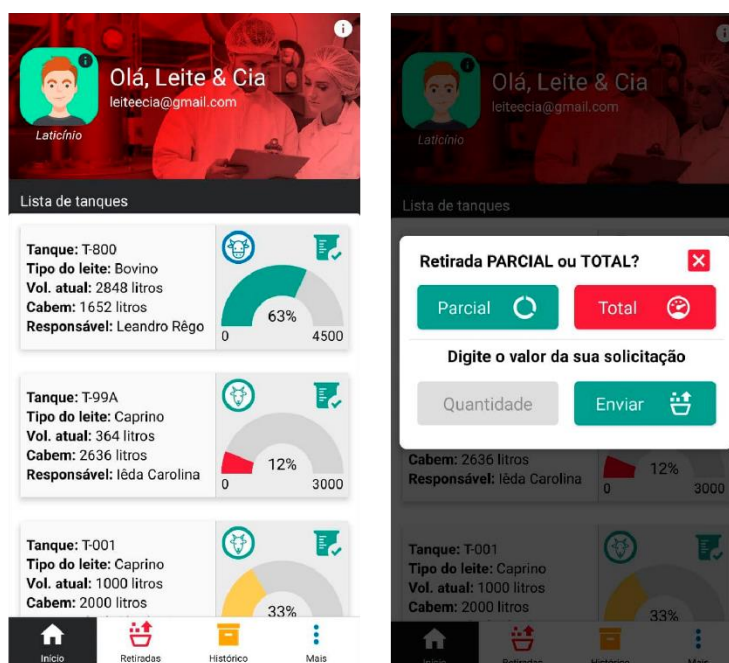 Olá, Leite & Cia
leiteecia@gmail.com
Laticínio
Lista de tanques
Tanque: T-800
Tipo do leite: Bovino
Vol. atual: 2848 litros
Cabem: 1652 litros
Responsável: Leandro Rêgo
63%
0
4500
Tanque: T-99A
Tipo do leite: Caprino
Vol. atual: 364 litros
Cabem: 2636 litros
Responsável: Iêda Carolina
12%
0
3000
Tanque: T-001
Tipo do leite: Caprino
Vol. atual: 1000 litros
Cabem: 2000 litros
33%
Início
Retiradas
Histórico
Mais
Olá, Leite & Cia
leiteecia@gmail.com
Laticínio
Lista de tanques
Retirada PARCIAL ou TOTAL?
Parcial
Total
Digite o valor da sua solicitação
Quantidade
Enviar
Cabem: 2636 litros
Responsável: Iêda Carolina
12%
0
3000
Tanque: T-001
Tipo do leite: Caprino
Vol. atual: 1000 litros
Cabem: 2000 litros
33%
Início
Retiradas
Histórico
Mais